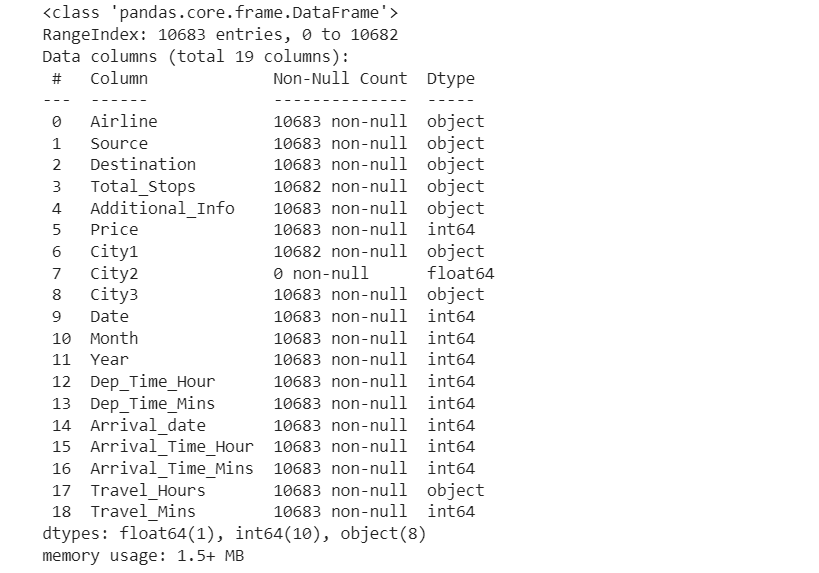 <class 'pandas.core.frame.DataFrame'>
RangeIndex: 10683 entries, 0 to 10682
Data columns (total 19 columns):
 #   Column             Non-Null Count  Dtype
---  ------             --------------  -----
 0   Airline            10683 non-null  object
 1   Source             10683 non-null  object
 2   Destination        10683 non-null  object
 3   Total_Stops        10682 non-null  object
 4   Additional_Info    10683 non-null  object
 5   Price              10683 non-null  int64
 6   City1              10682 non-null  object
 7   City2              0 non-null      float64
 8   City3              10683 non-null  object
 9   Date               10683 non-null  int64
 10  Month              10683 non-null  int64
 11  Year               10683 non-null  int64
 12  Dep_Time_Hour      10683 non-null  int64
 13  Dep_Time_Mins      10683 non-null  int64
 14  Arrival_date       10683 non-null  int64
 15  Arrival_Time_Hour  10683 non-null  int64
 16  Arrival_Time_Mins  10683 non-null  int64
 17  Travel_Hours       10683 non-null  object
 18  Travel_Mins        10683 non-null  int64
dtypes: float64(1), int64(10), object(8)
memory usage: 1.5+ MB